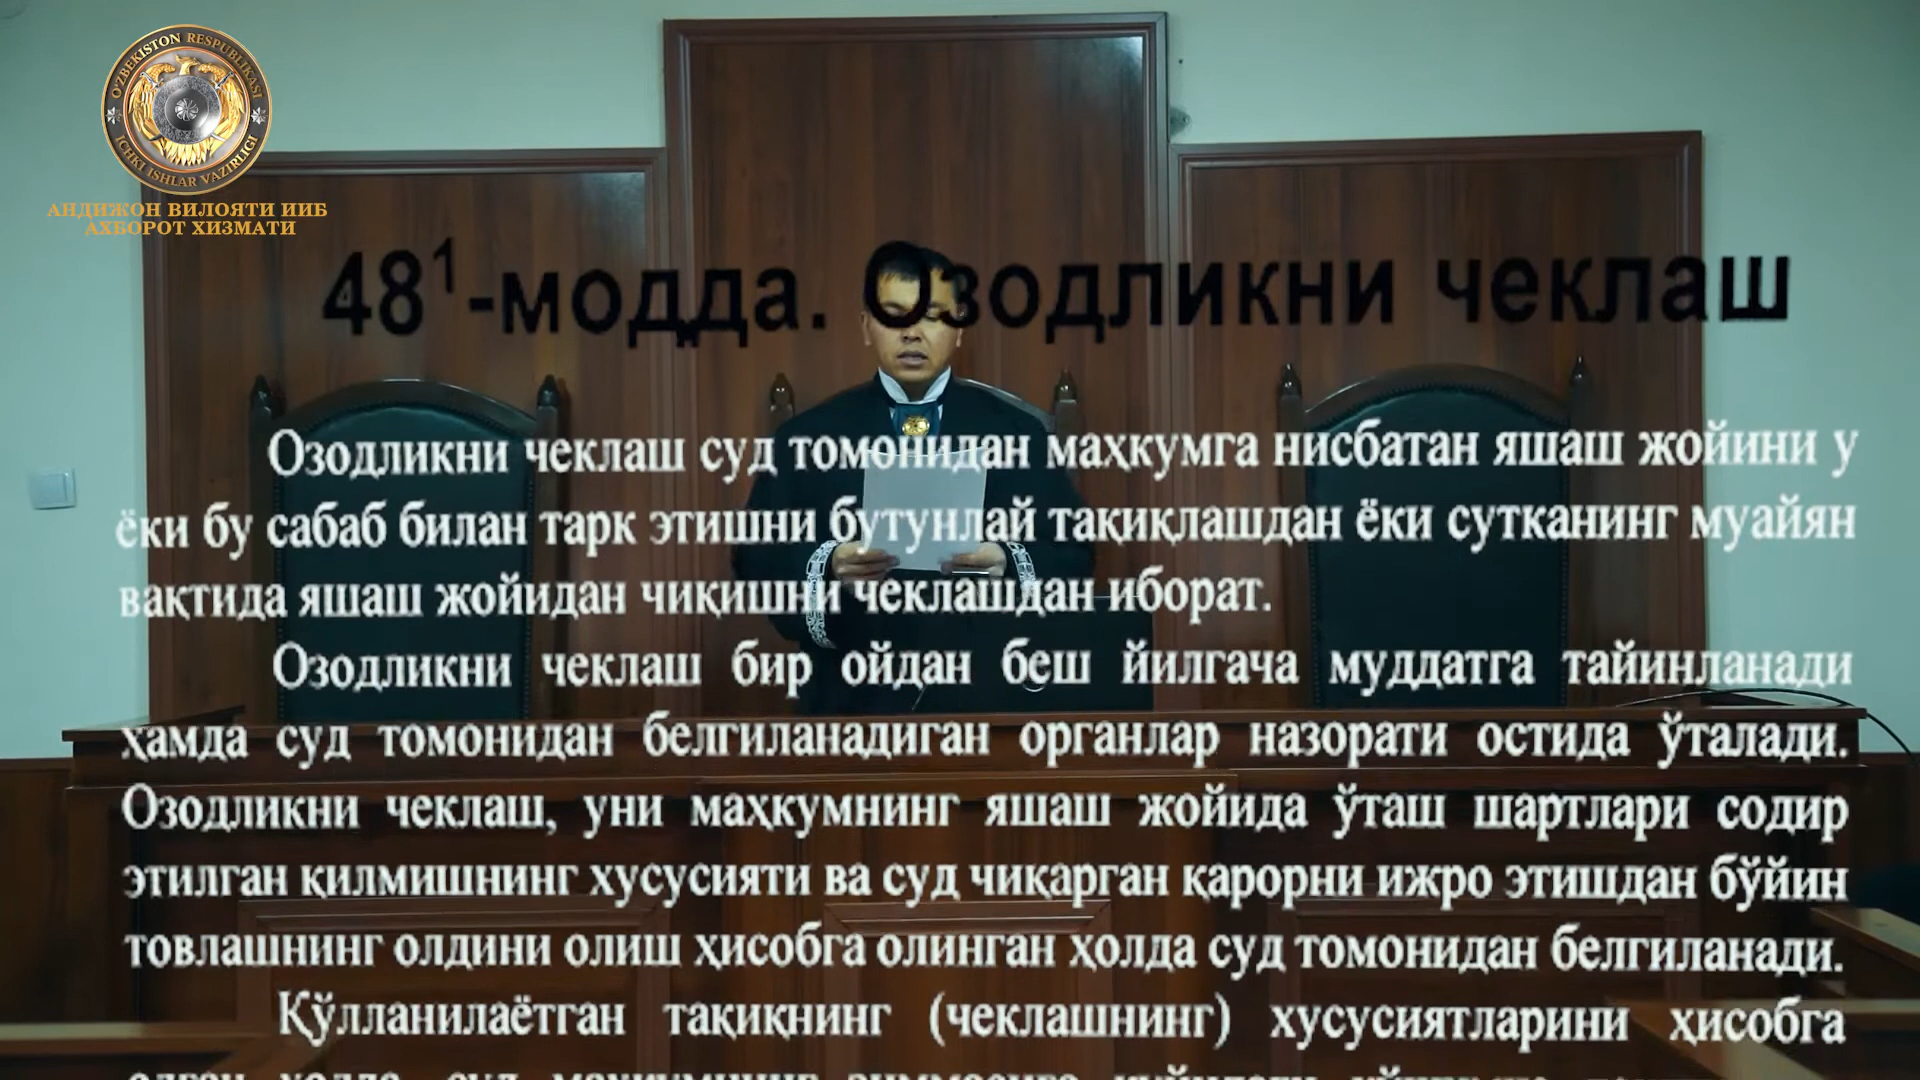 O'ZBEKISTON RESPUBLIKASI
ICHKI ISHLAR VAZIRLIGI
АНДИЖОН ВИЛОЯТИ ИИБ
АХБОРОТ ХИЗМАТИ
48¹-модда. Озодликни чеклаш
Озодликни чеклаш суд томонидан маҳкумга нисбатан яшаш жойини у
ёки бу сабаб билан тарк этишни бутунлай тақиқлашдан ёки сутканинг муайян
вақтида яшаш жойидан чиқишни чеклашдан иборат.
Озодликни чеклаш бир ойдан беш йилгача муддатга тайинланади
ҳамда суд томонидан белгиланадиган органлар назорати остида ўталади.
Озодликни чеклаш, уни маҳкумнинг яшаш жойида ўташ шартлари содир
этилган қилмишнинг хусусияти ва суд чиқарган қарорни ижро этишдан бўйин
товлашнинг олдини олиш ҳисобга олинган ҳолда суд томонидан белгиланади.
Қўлланилаётган тақиқнинг (чеклашнинг) хусусиятларини ҳисобга